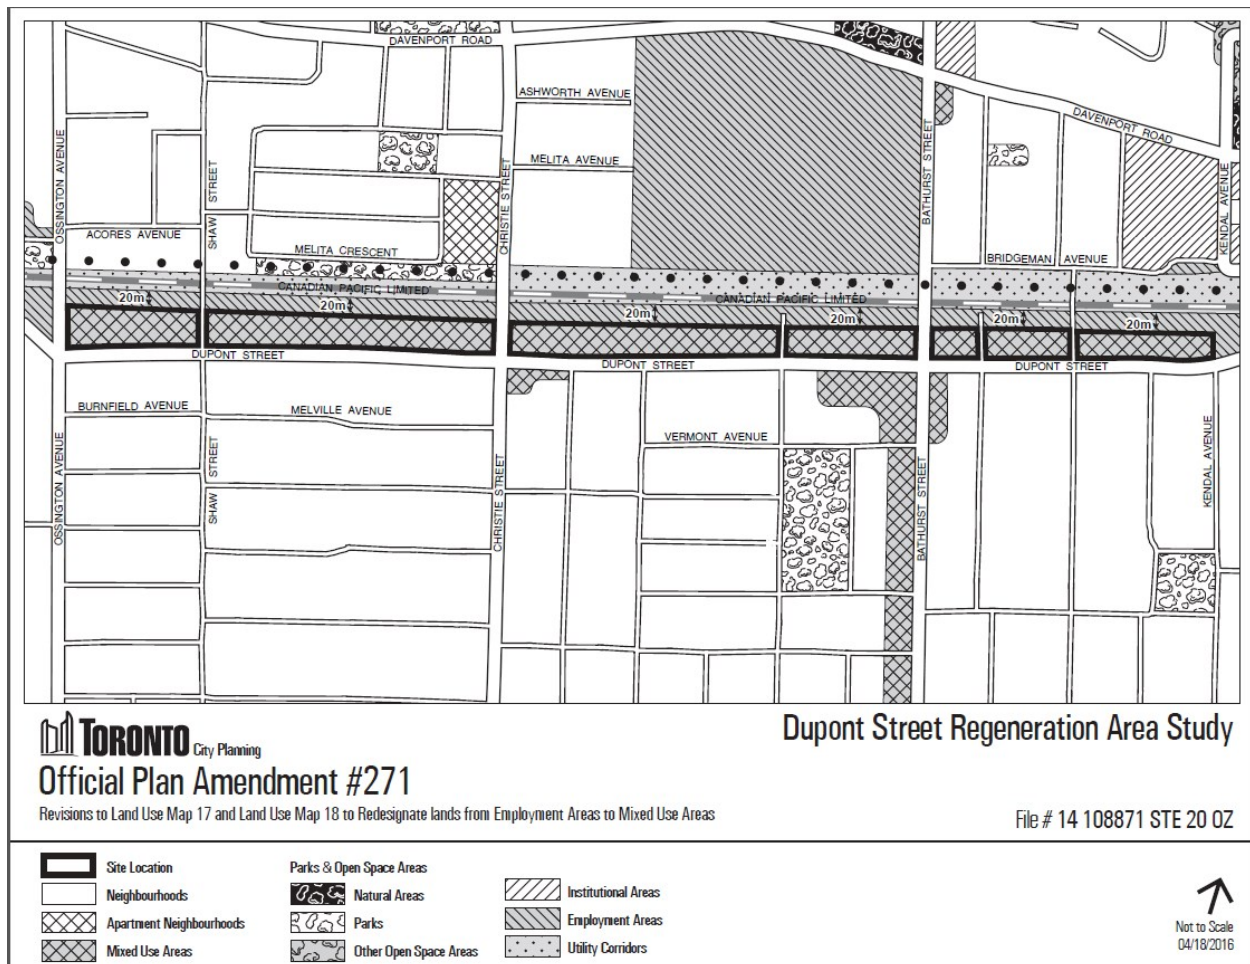 DAVENPORT ROAD
ASHWORTH AVENUE
MELITA AVENUE
DAVENPORT ROAD
OSSINGTON AVENUE
SHAW STREET
CHRISTIE STREET
BATHURST STREET
KENDAL AVENUE
ACORES AVENUE
MELITA CRESCENT
BRIDGEMAN AVENUE
CANADIAN PACIFIC LIMITED
CANADIAN PACIFIC LIMITED
20m
20m
20m
20m
20m
20m
DUPONT STREET
DUPONT STREET
DUPONT STREET
BURNFIELD AVENUE
MELVILLE AVENUE
VERMONT AVENUE
OSSINGTON AVENUE
SHAW STREET
CHRISTIE STREET
BATHURST STREET
KENDAL AVENUE
TORONTO City Planning
Dupont Street Regeneration Area Study
Official Plan Amendment #271
Revisions to Land Use Map 17 and Land Use Map 18 to Redesignate lands from Employment Areas to Mixed Use Areas
File # 14 108871 STE 20 OZ
Site Location
Neighbourhoods
Apartment Neighbourhoods
Mixed Use Areas
Parks & Open Space Areas
Natural Areas
Parks
Other Open Space Areas
Institutional Areas
Employment Areas
Utility Corridors
Not to Scale
04/18/2016